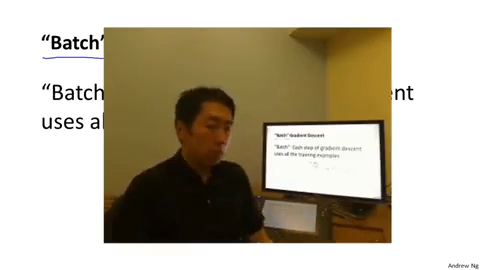 “Batch”
“Batch
ent
uses al
"Batch" Gradient Descent
"Batch": Each step of gradient descent
uses all the training examples
Andrew Ng